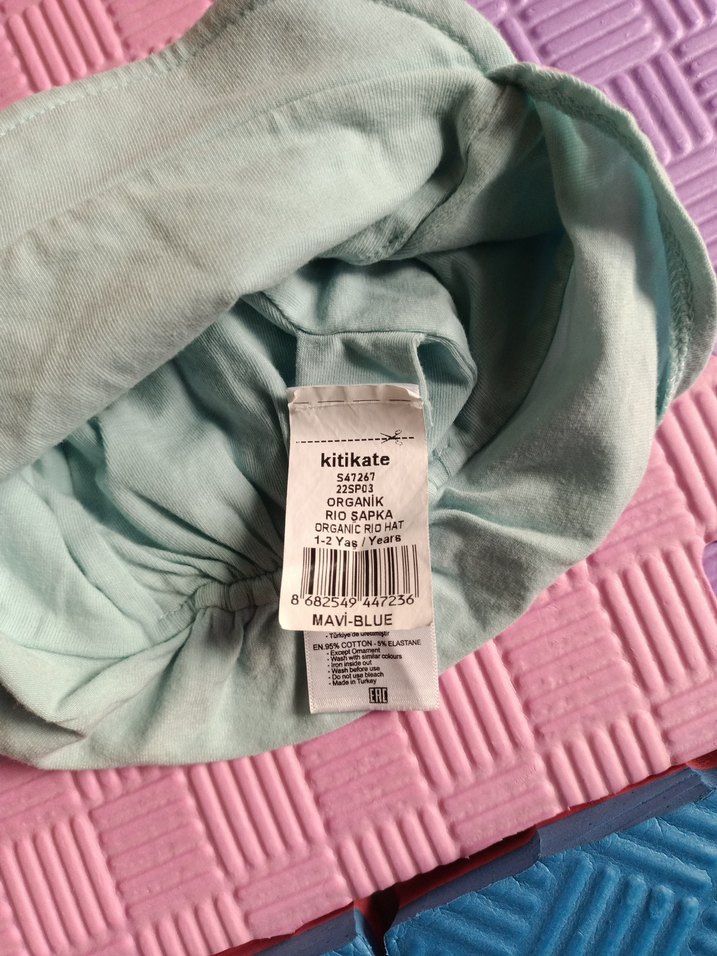 kitikate
S47267
22SP03
ORGANİK
RIO ŞAPKA
ORGANIC RIO HAT
1-2 Yaş / Years
8 682549 447236
MAVİ-BLUE
- Türkiye'de üretilmiştir
EN.95% COTTON - 5% ELASTANE
- Except Ornament
- Wash with similar colours
- Iron inside out
- Wash before use
- Do not use bleach
- Made in Turkey
EAC